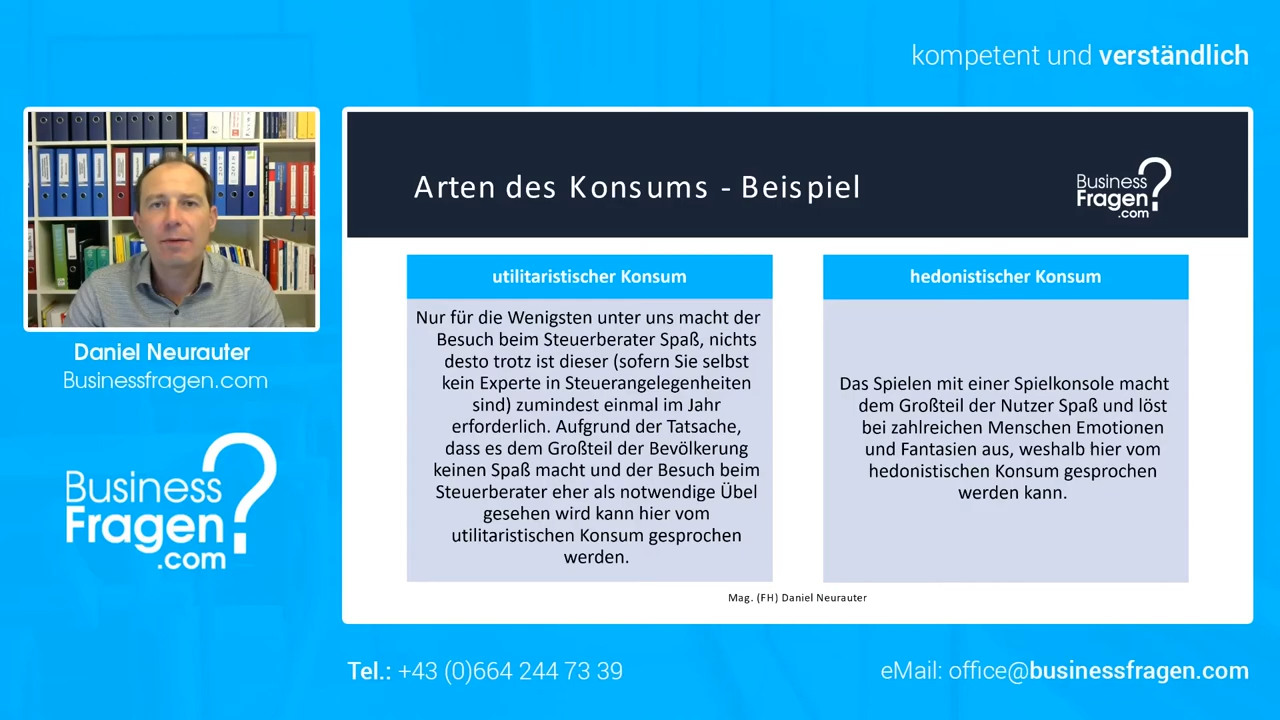 kompetent und verständlich
Daniel Neurauter
Businessfragen.com
Business
Fragen
.com
?
Arten des Konsums - Beispiel
Business
Fragen
.com
?
utilitaristischer Konsum
Nur für die Wenigsten unter uns macht der
Besuch beim Steuerberater Spaß, nichts
desto trotz ist dieser (sofern Sie selbst
kein Experte in Steuerangelegenheiten
sind) zumindest einmal im Jahr
erforderlich. Aufgrund der Tatsache,
dass es dem Großteil der Bevölkerung
keinen Spaß macht und der Besuch beim
Steuerberater eher als notwendige Übel
gesehen wird kann hier vom
utilitaristischen Konsum gesprochen
werden.
hedonistischer Konsum
Das Spielen mit einer Spielkonsole macht
dem Großteil der Nutzer Spaß und löst
bei zahlreichen Menschen Emotionen
und Fantasien aus, weshalb hier vom
hedonistischen Konsum gesprochen
werden kann.
Mag. (FH) Daniel Neurauter
Tel.: +43 (0)664 244 73 39
eMail: office@businessfragen.com